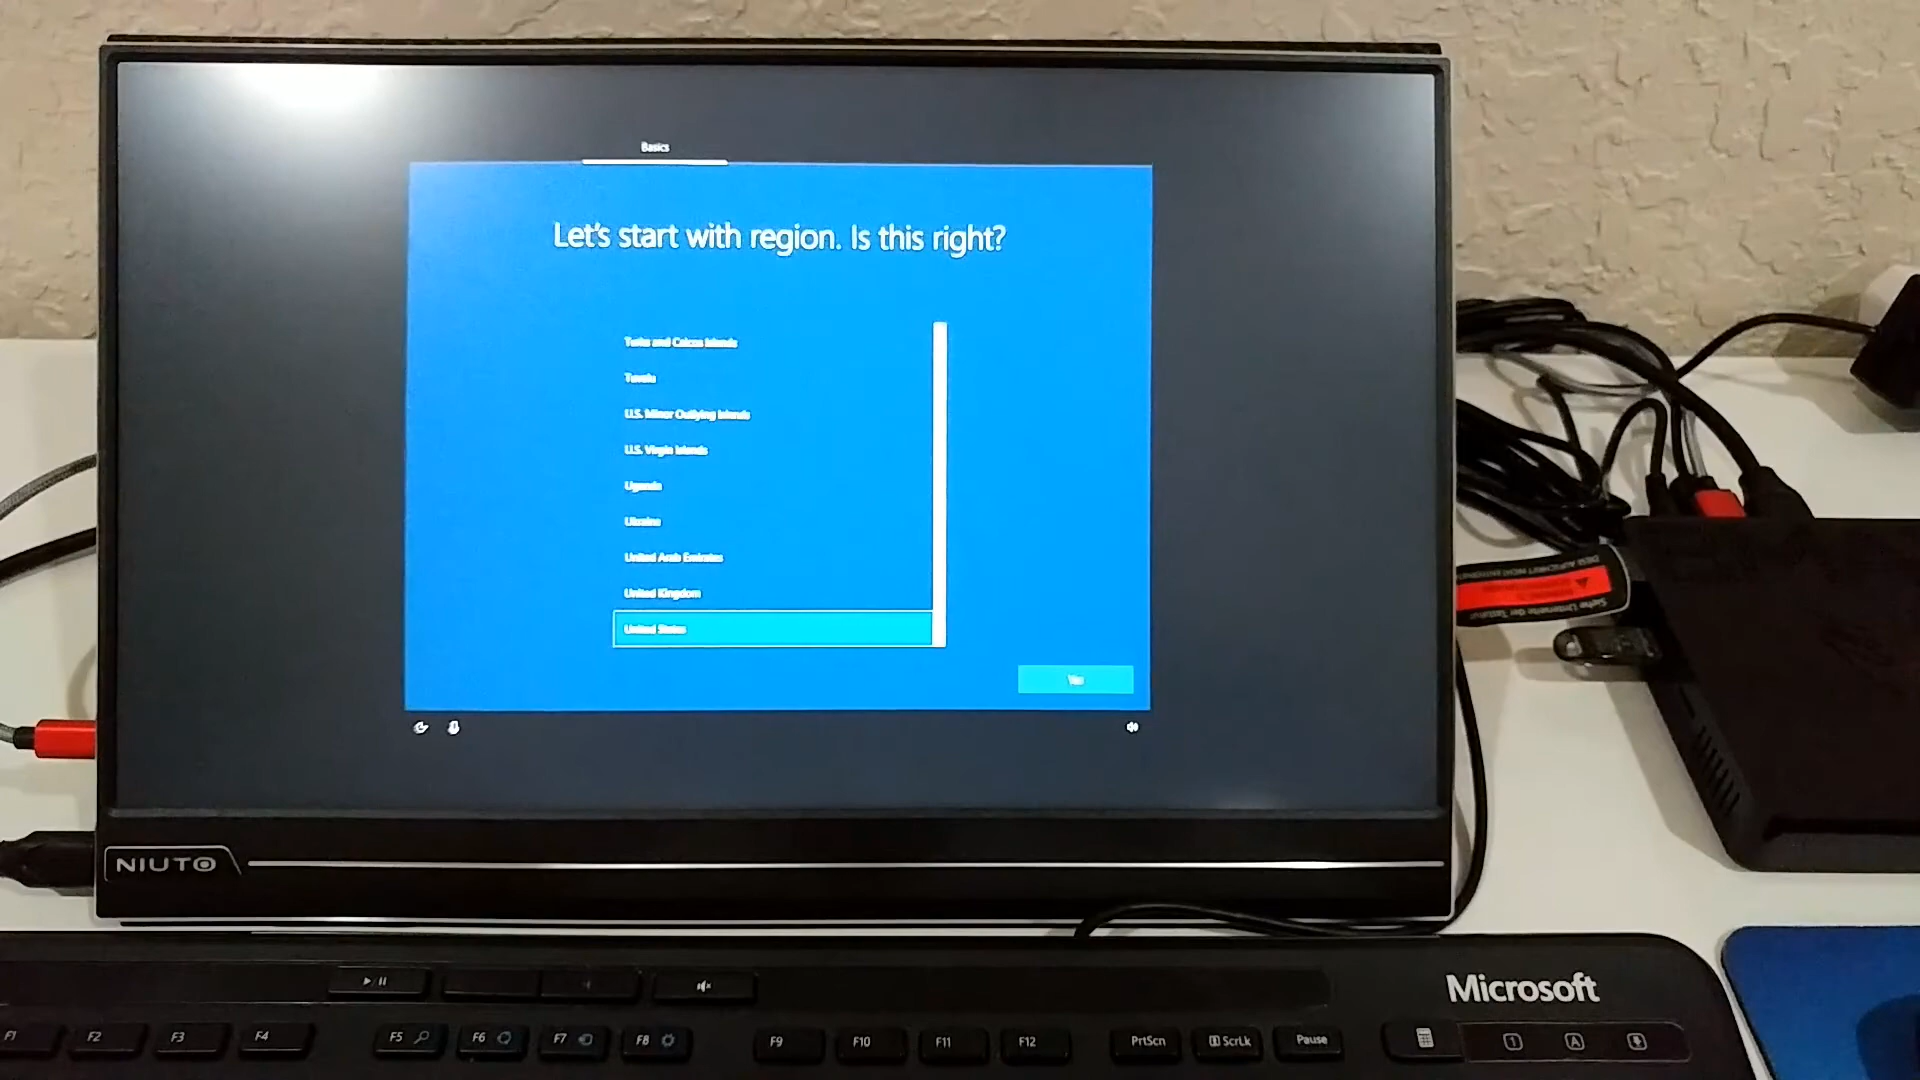 Basics
Let's start with region. Is this right?
Turks and Caicos Islands
Tuvalu
U.S. Minor Outlying Islands
U.S. Virgin Islands
Uganda
Ukraine
United Arab Emirates
United Kingdom
United States
Yes
NIUTO
Microsoft
F1
F2
F3
F4
F5
F6
F7
F8
F9
F10
F11
F12
PrtScn
ScrLk
Pause
1
A